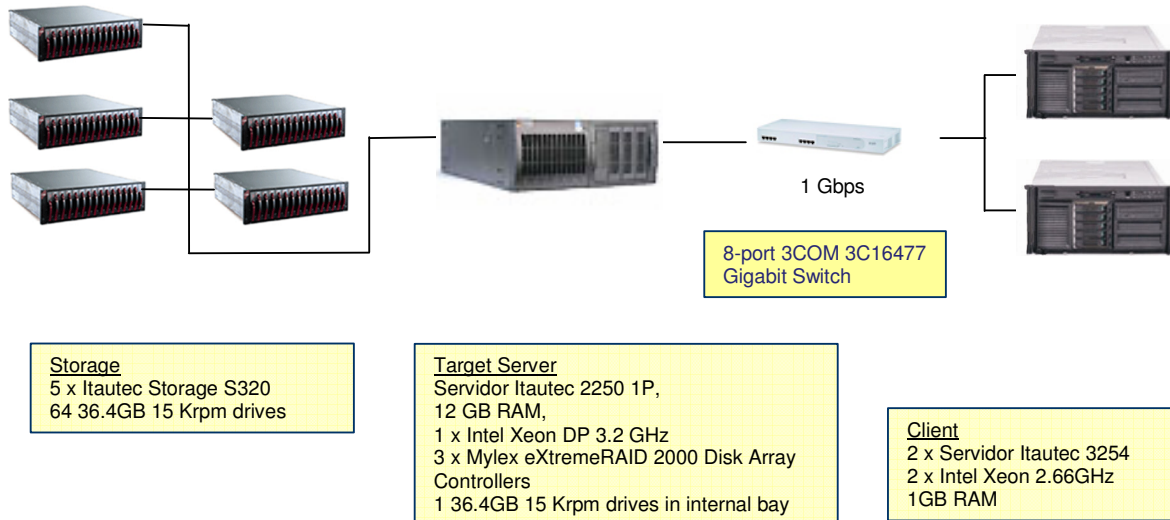 1 Gbps
8-port 3COM 3C16477
Gigabit Switch
Storage
5 x Itautec Storage S320
64 36.4GB 15 Krpm drives
Target Server
Servidor Itautec 2250 1P,
12 GB RAM,
1 x Intel Xeon DP 3.2 GHz
3 x Mylex eXtremeRAID 2000 Disk Array
Controllers
1 36.4GB 15 Krpm drives in internal bay
Client
2 x Servidor Itautec 3254
2 x Intel Xeon 2.66GHz
1GB RAM